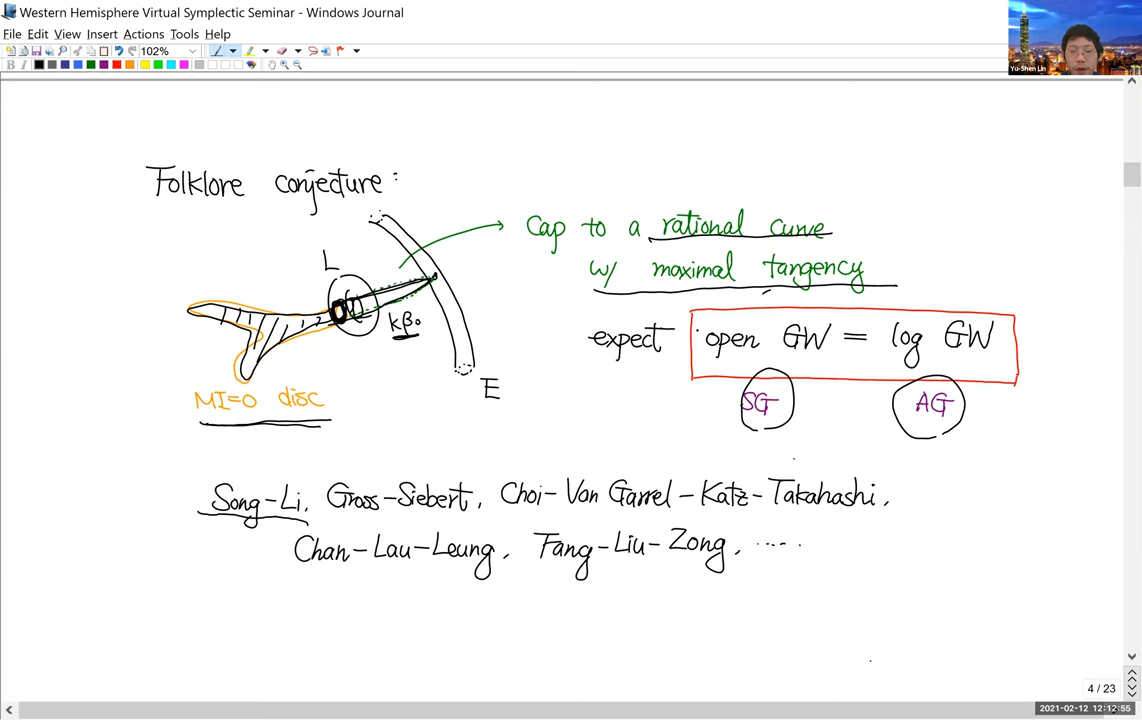 Western Hemisphere Virtual Symplectic Seminar - Windows Journal
File Edit View Insert Actions Tools Help
102%
B I
Yu-Shen Lin
Folklore conjecture:
Cap to a rational curve
w/ maximal tangency
L
kβ₀
expect open GW = log GW
E
MI=0 disc
SG AG
Song-Li, Gross-Siebert, Choi-Van Garrel-Katz-Takahashi,
Chan-Lau-Leung, Fang-Liu-Zong, .....
4 / 23
2021-02-12 12:12:55